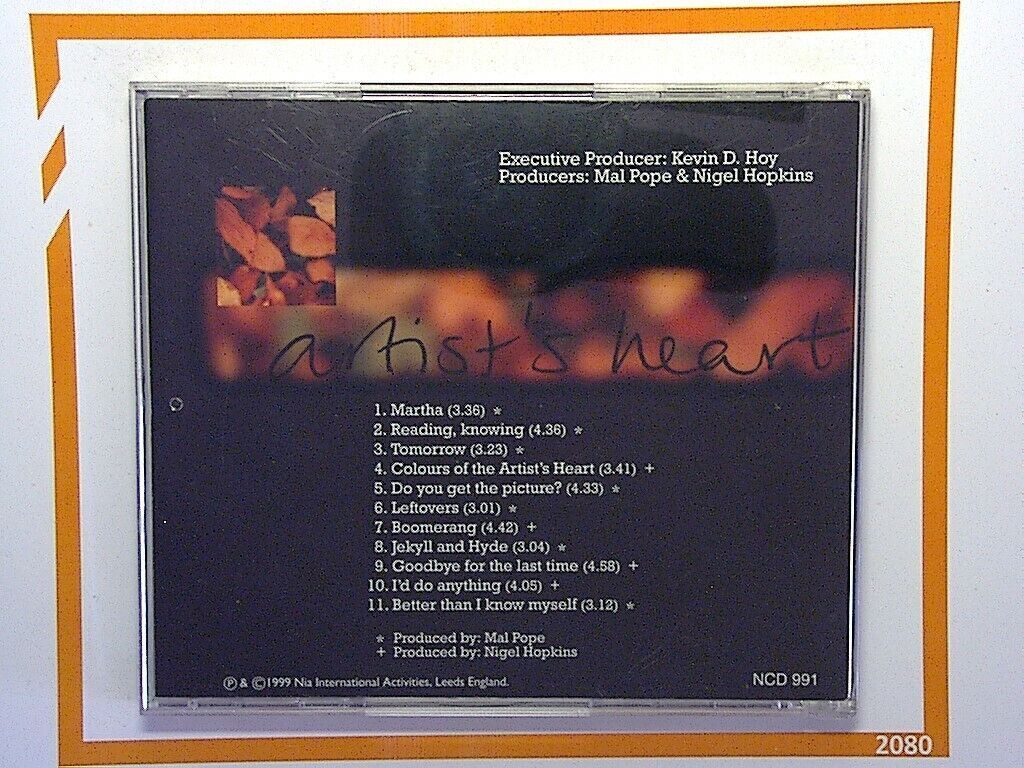 Executive Producer: Kevin D. Hoy
Producers: Mal Pope & Nigel Hopkins
artist's heart
1. Martha (3.36) *
2. Reading, knowing (4.36) *
3. Tomorrow (3.23) *
4. Colours of the Artist's Heart (3.41) +
5. Do you get the picture? (4.33) *
6. Leftovers (3.01) *
7. Boomerang (4.42) +
8. Jekyll and Hyde (3.04) *
9. Goodbye for the last time (4.58) +
10. I'd do anything (4.05) +
11. Better than I know myself (3.12) *
* Produced by: Mal Pope
+ Produced by: Nigel Hopkins
℗ & ©1999 Nia International Activities, Leeds England.
NCD 991
2080